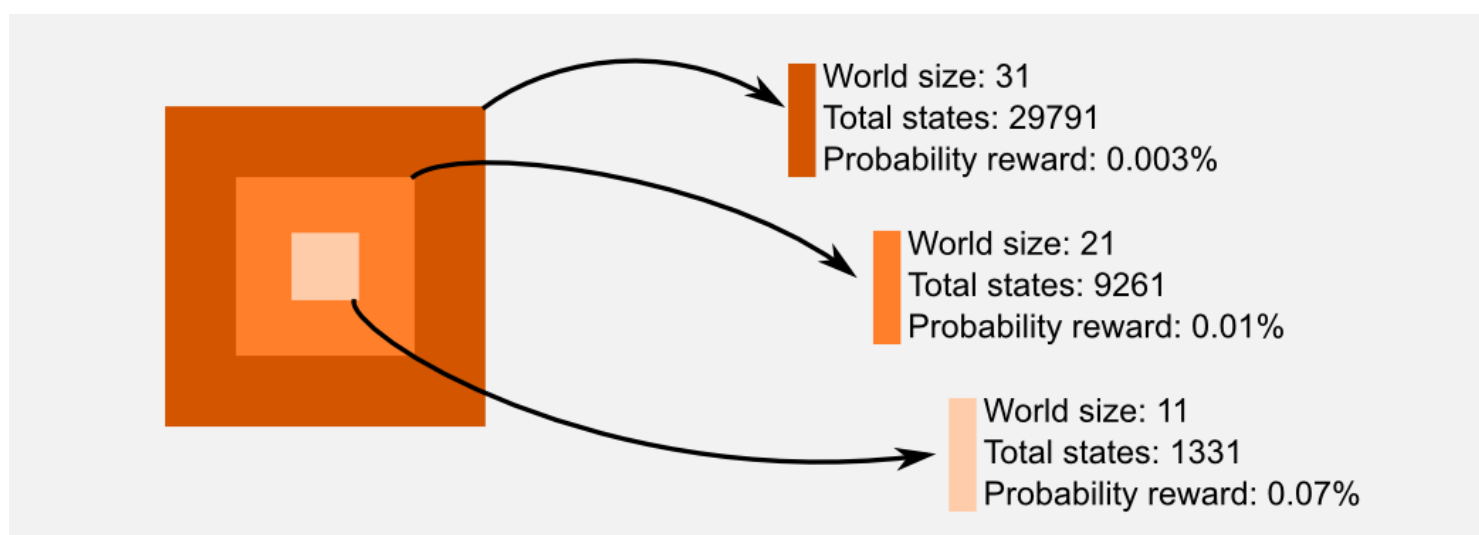 World size: 31
Total states: 29791
Probability reward: 0.003%
World size: 21
Total states: 9261
Probability reward: 0.01%
World size: 11
Total states: 1331
Probability reward: 0.07%